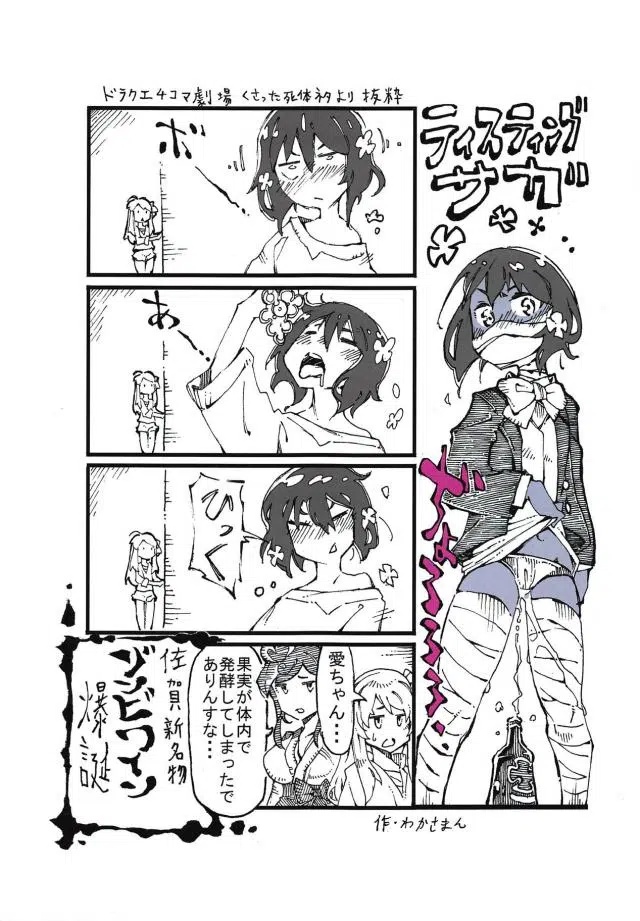 ドラクエ4コマ劇場 くさった死体ネタより抜粋
ティスティング
サガ
ボ…
あ…
ひっく
愛ちゃん…
果実が体内で
発酵してしまったで
ありんすな…
佐賀新名物
ゾンビワイン
爆誕
作・わかさまん